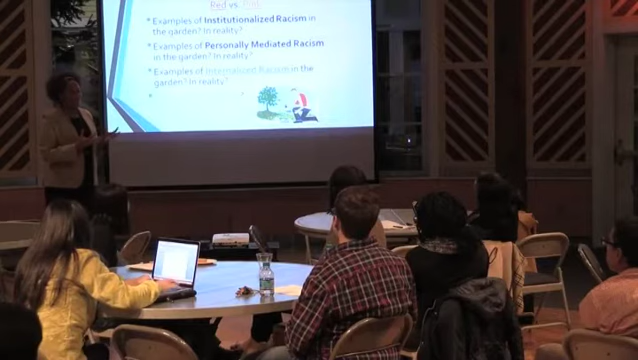 Red vs. Pink
*Examples of Institutionalized Racism in
the garden? In reality?
*Examples of Personally Mediated Racism
in the garden? In reality?
*Examples of Internalized Racism in the
garden? In reality?
*